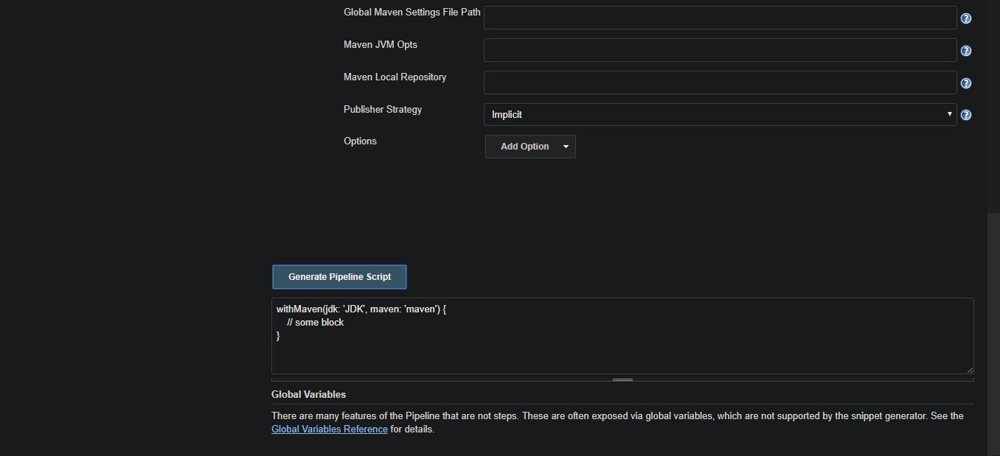 Global Maven Settings File Path
Maven JVM Opts
Maven Local Repository
Publisher Strategy
Implicit
Options
Add Option
Generate Pipeline Script
withMaven(jdk: 'JDK', maven: 'maven') {
// some block
}
Global Variables
There are many features of the Pipeline that are not steps. These are often exposed via global variables, which are not supported by the snippet generator. See the
Global Variables Reference for details.